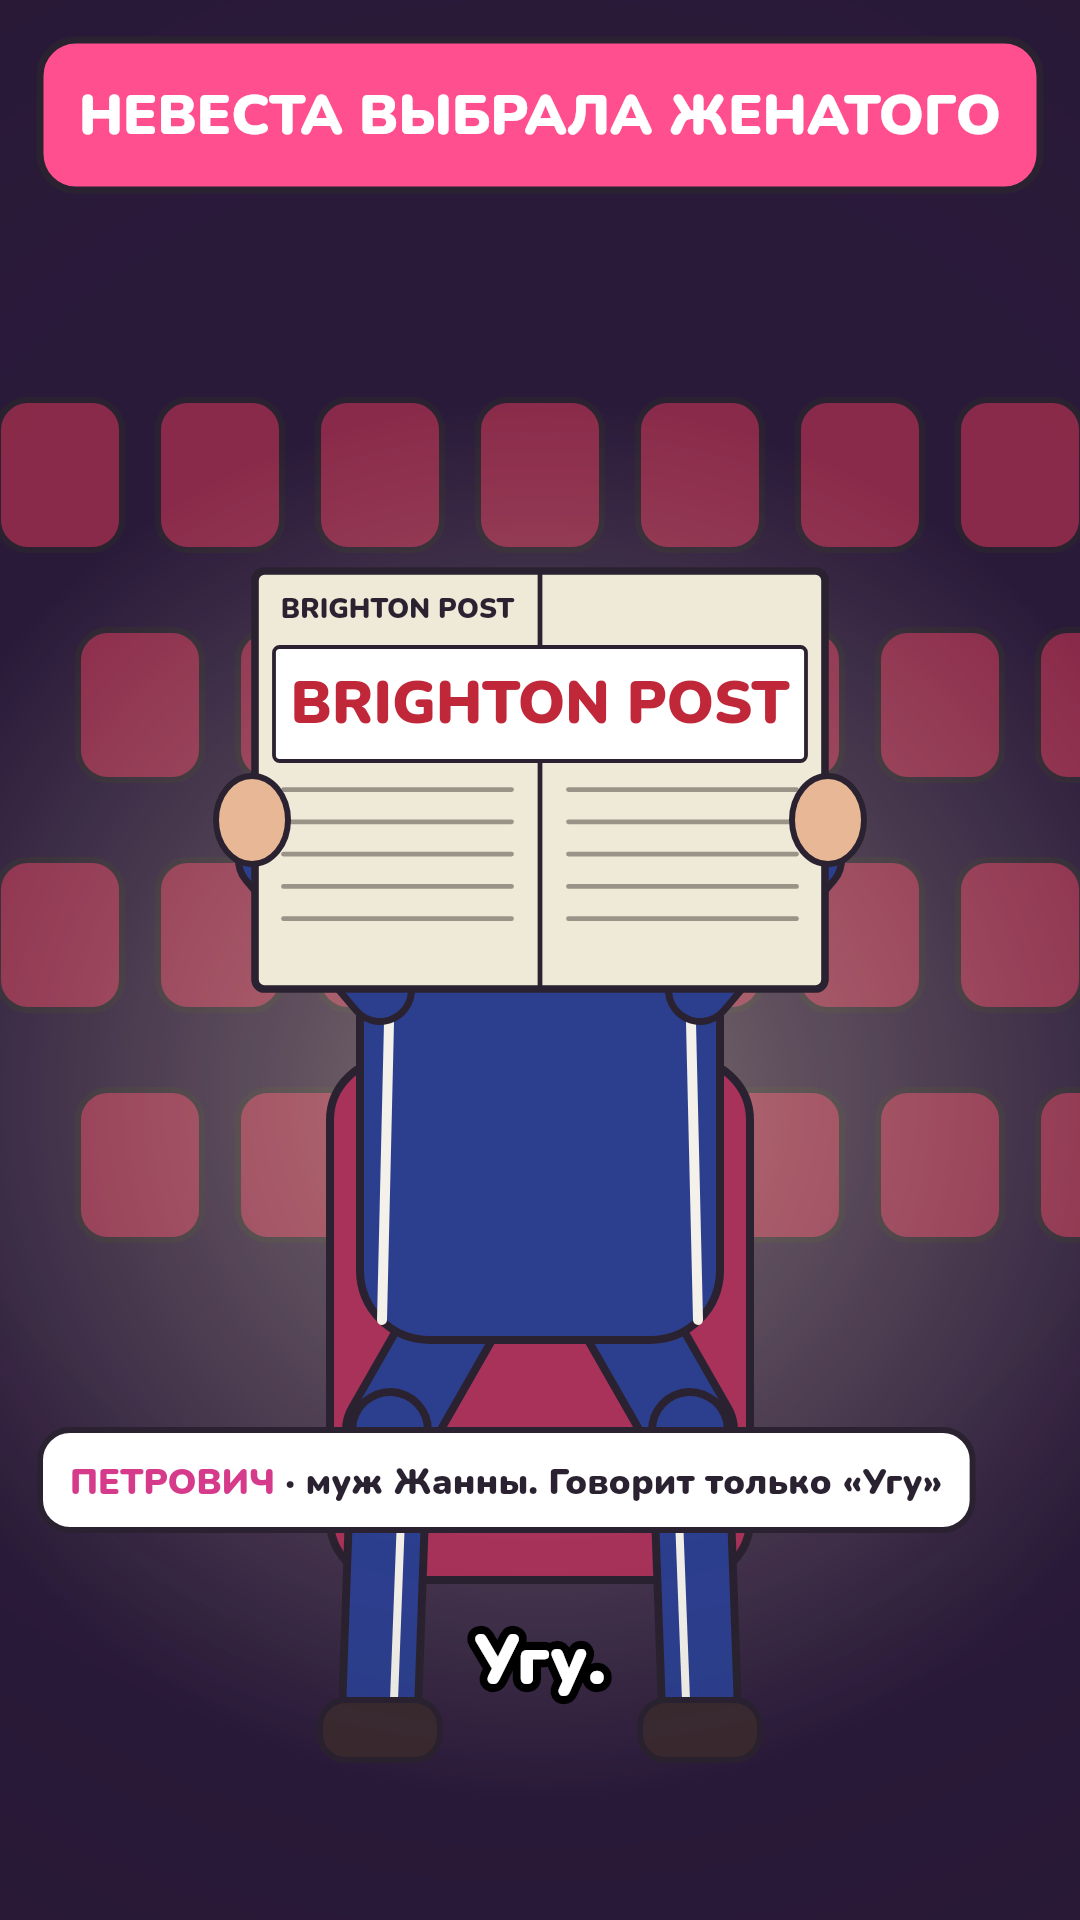 НЕВЕСТА ВЫБРАЛА ЖЕНАТОГО
BRIGHTON POST
BRIGHTON POST
ПЕТРОВИЧ · муж Жанны. Говорит только «Угу»
Угу.